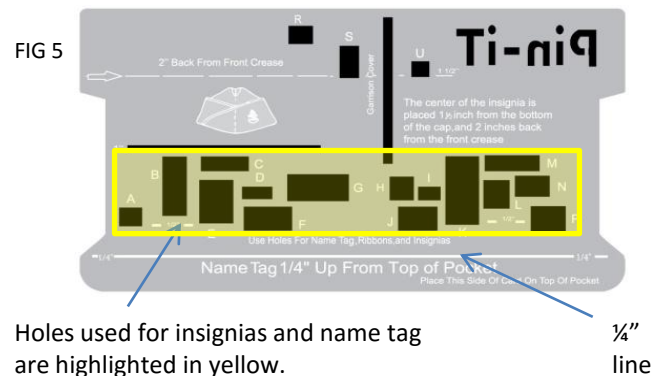 FIG 5
R
S
U
Pin-iT
2" Back From Front Crease
1 1/2"
Garrison Cover
The center of the insignia is
placed 1½ inch from the bottom
of the cap,and 2 inches back
from the front crease
A
B
C
D
F
G
H
I
J
L
M
N
Use Holes For Name Tag,Ribbons,and Insignias
1/4"
1/4"
Name Tag 1/4" Up From Top of Pocket
Place This Side Of Card On Top Of Pocket
Holes used for insignias and name tag
are highlighted in yellow.
¼"
line